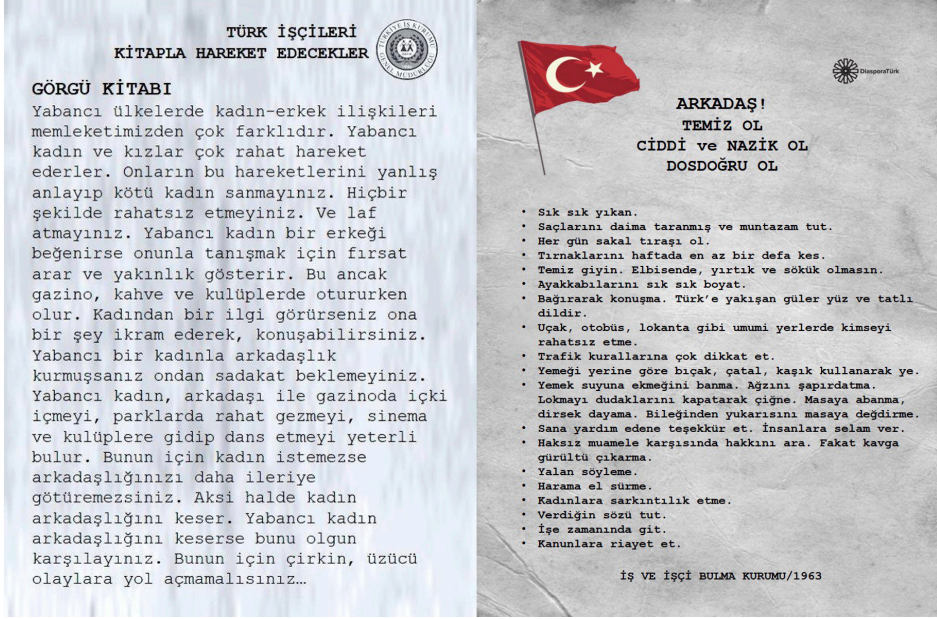 TÜRK İŞÇİLERİ
KİTAPLA HAREKET EDECEKLER
GÖRGÜ KİTABI
Yabancı ülkelerde kadın-erkek ilişkileri
memleketimizden çok farklıdır. Yabancı
kadın ve kızlar çok rahat hareket
ederler. Onların bu hareketlerini yanlış
anlayıp kötü kadın sanmayınız. Hiçbir
şekilde rahatsız etmeyiniz. Ve laf
atmayınız. Yabancı kadın bir erkeği
beğenirse onunla tanışmak için fırsat
arar ve yakınlık gösterir. Bu ancak
gazino, kahve ve kulüplerde otururken
olur. Kadından bir ilgi görürseniz ona
bir şey ikram ederek, konuşabilirsiniz.
Yabancı bir kadınla arkadaşlık
kurmuşsanız ondan sadakat beklemeyiniz.
Yabancı kadın, arkadaşı ile gazinoda içki
içmeyi, parklarda rahat gezmeyi, sinema
ve kulüplere gidip dans etmeyi yeterli
bulur. Bunun için kadın istemezse
arkadaşlığınızı daha ileriye
götüremezsiniz. Aksi halde kadın
arkadaşlığını keser. Yabancı kadın
arkadaşlığını keserse bunu olgun
karşılayınız. Bunun için çirkin, üzücü
olaylara yol açmamalısınız…
TÜRKİYE İŞ KURUMU
GENEL MÜDÜRLÜĞÜ
DiasporaTürk
ARKADAŞ!
TEMİZ OL
CİDDİ ve NAZİK OL
DOSDOĞRU OL
• Sık sık yıkan.
• Saçlarını daima taranmış ve muntazam tut.
• Her gün sakal tıraşı ol.
• Tırnaklarını haftada en az bir defa kes.
• Temiz giyin. Elbisende, yırtık ve sökük olmasın.
• Ayakkabılarını sık sık boyat.
• Bağırarak konuşma. Türk’e yakışan güler yüz ve tatlı
dildir.
• Uçak, otobüs, lokanta gibi umumi yerlerde kimseyi
rahatsız etme.
• Trafik kurallarına çok dikkat et.
• Yemeği yerine göre bıçak, çatal, kaşık kullanarak ye.
• Yemek suyuna ekmeğini banma. Ağzını şapırdatma.
Lokmayı dudaklarını kapatarak çiğne. Masaya abanma,
dirsek dayama. Bileğinden yukarısını masaya değdirme.
• Sana yardım edene teşekkür et. İnsanlara selam ver.
• Haksız muamele karşısında hakkını ara. Fakat kavga
gürültü çıkarma.
• Yalan söyleme.
• Harama el sürme.
• Kadınlara sarkıntılık etme.
• Verdiğin sözü tut.
• İşe zamanında git.
• Kanunlara riayet et.
İŞ VE İŞÇİ BULMA KURUMU/1963